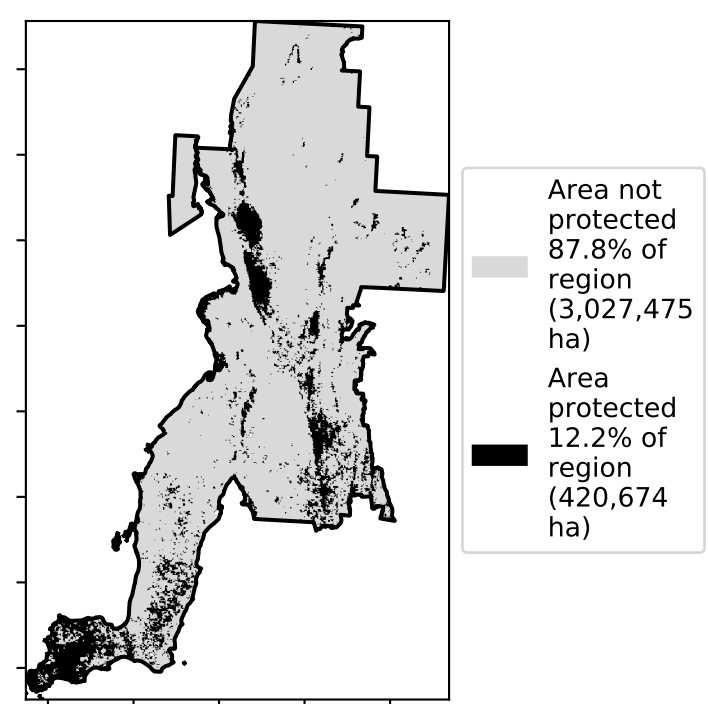 Area not
protected
87.8% of
region
(3,027,475
ha)
Area
protected
12.2% of
region
(420,674
ha)